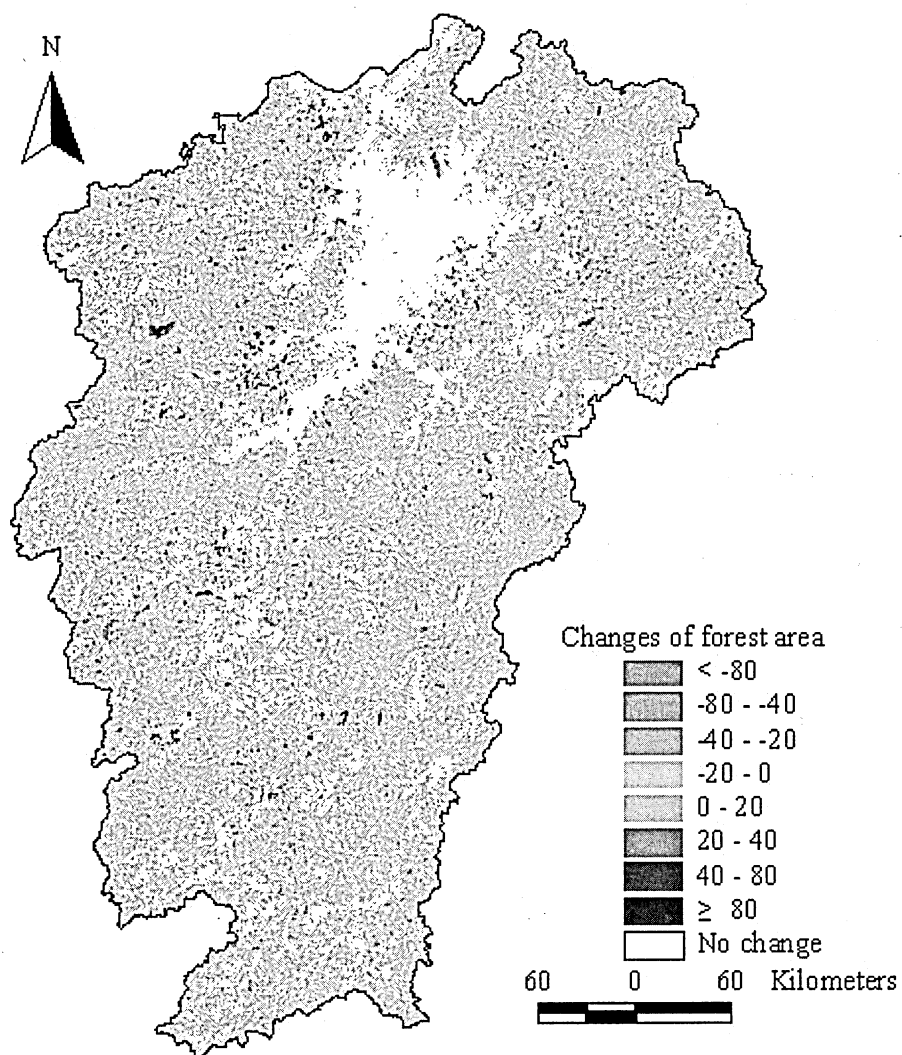 N
Changes of forest area
< -80
-80 - -40
-40 - -20
-20 - 0
0 - 20
20 - 40
40 - 80
≥ 80
No change
60 0 60 Kilometers